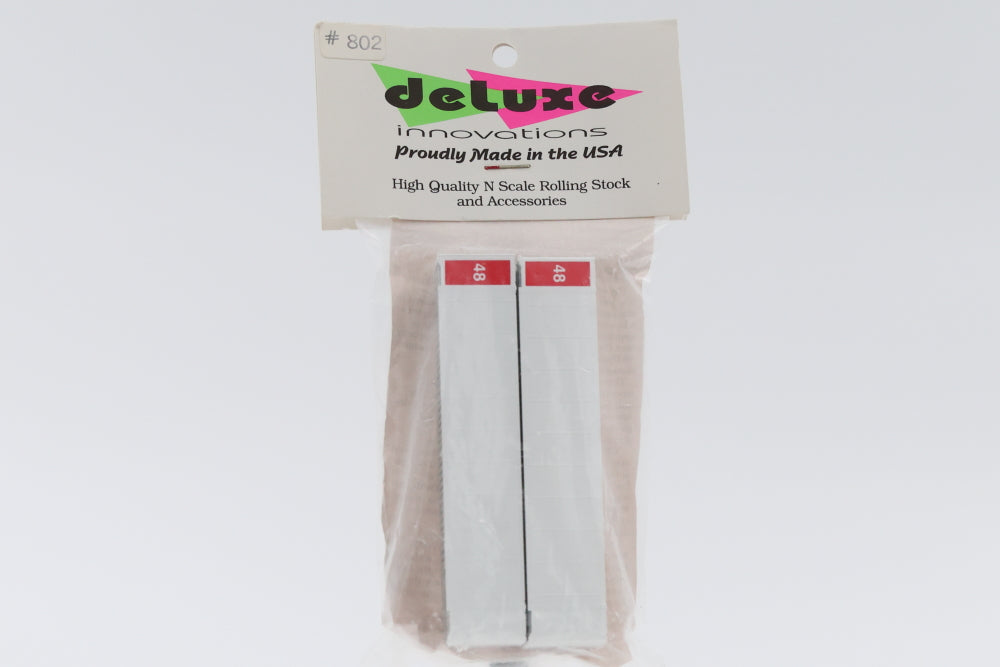 # 802
deLuxe
innovations
Proudly Made in the USA
High Quality N Scale Rolling Stock
and Accessories
48 48